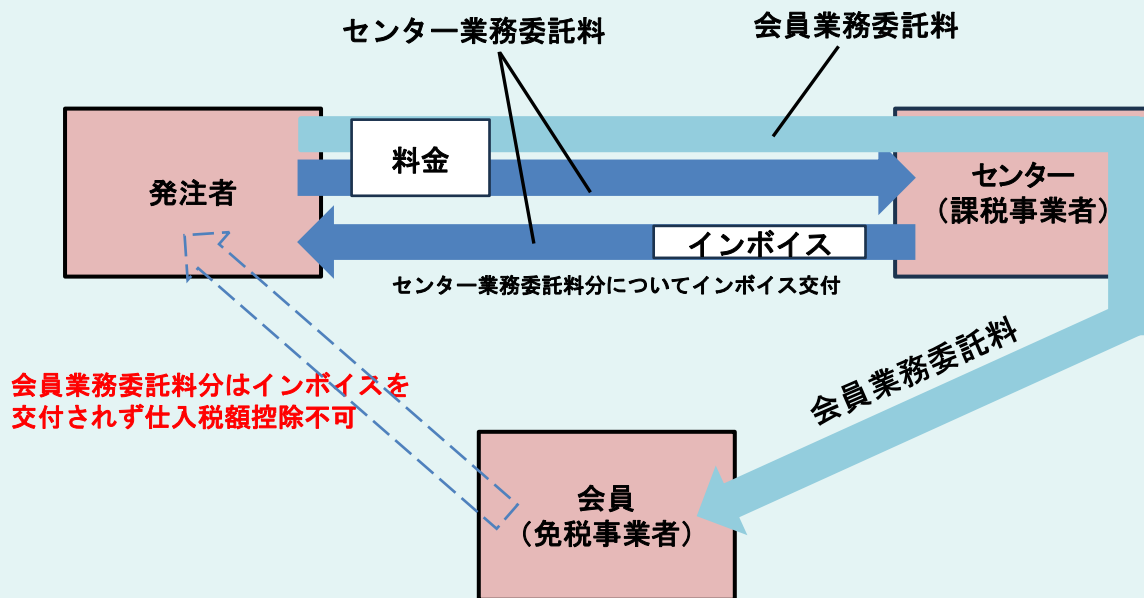 センター業務委託料
会員業務委託料
発注者
料金
センター
（課税事業者）
インボイス
センター業務委託料分についてインボイス交付
会員業務委託料
会員業務委託料分はインボイスを
交付されず仕入税額控除不可
会員
（免税事業者）